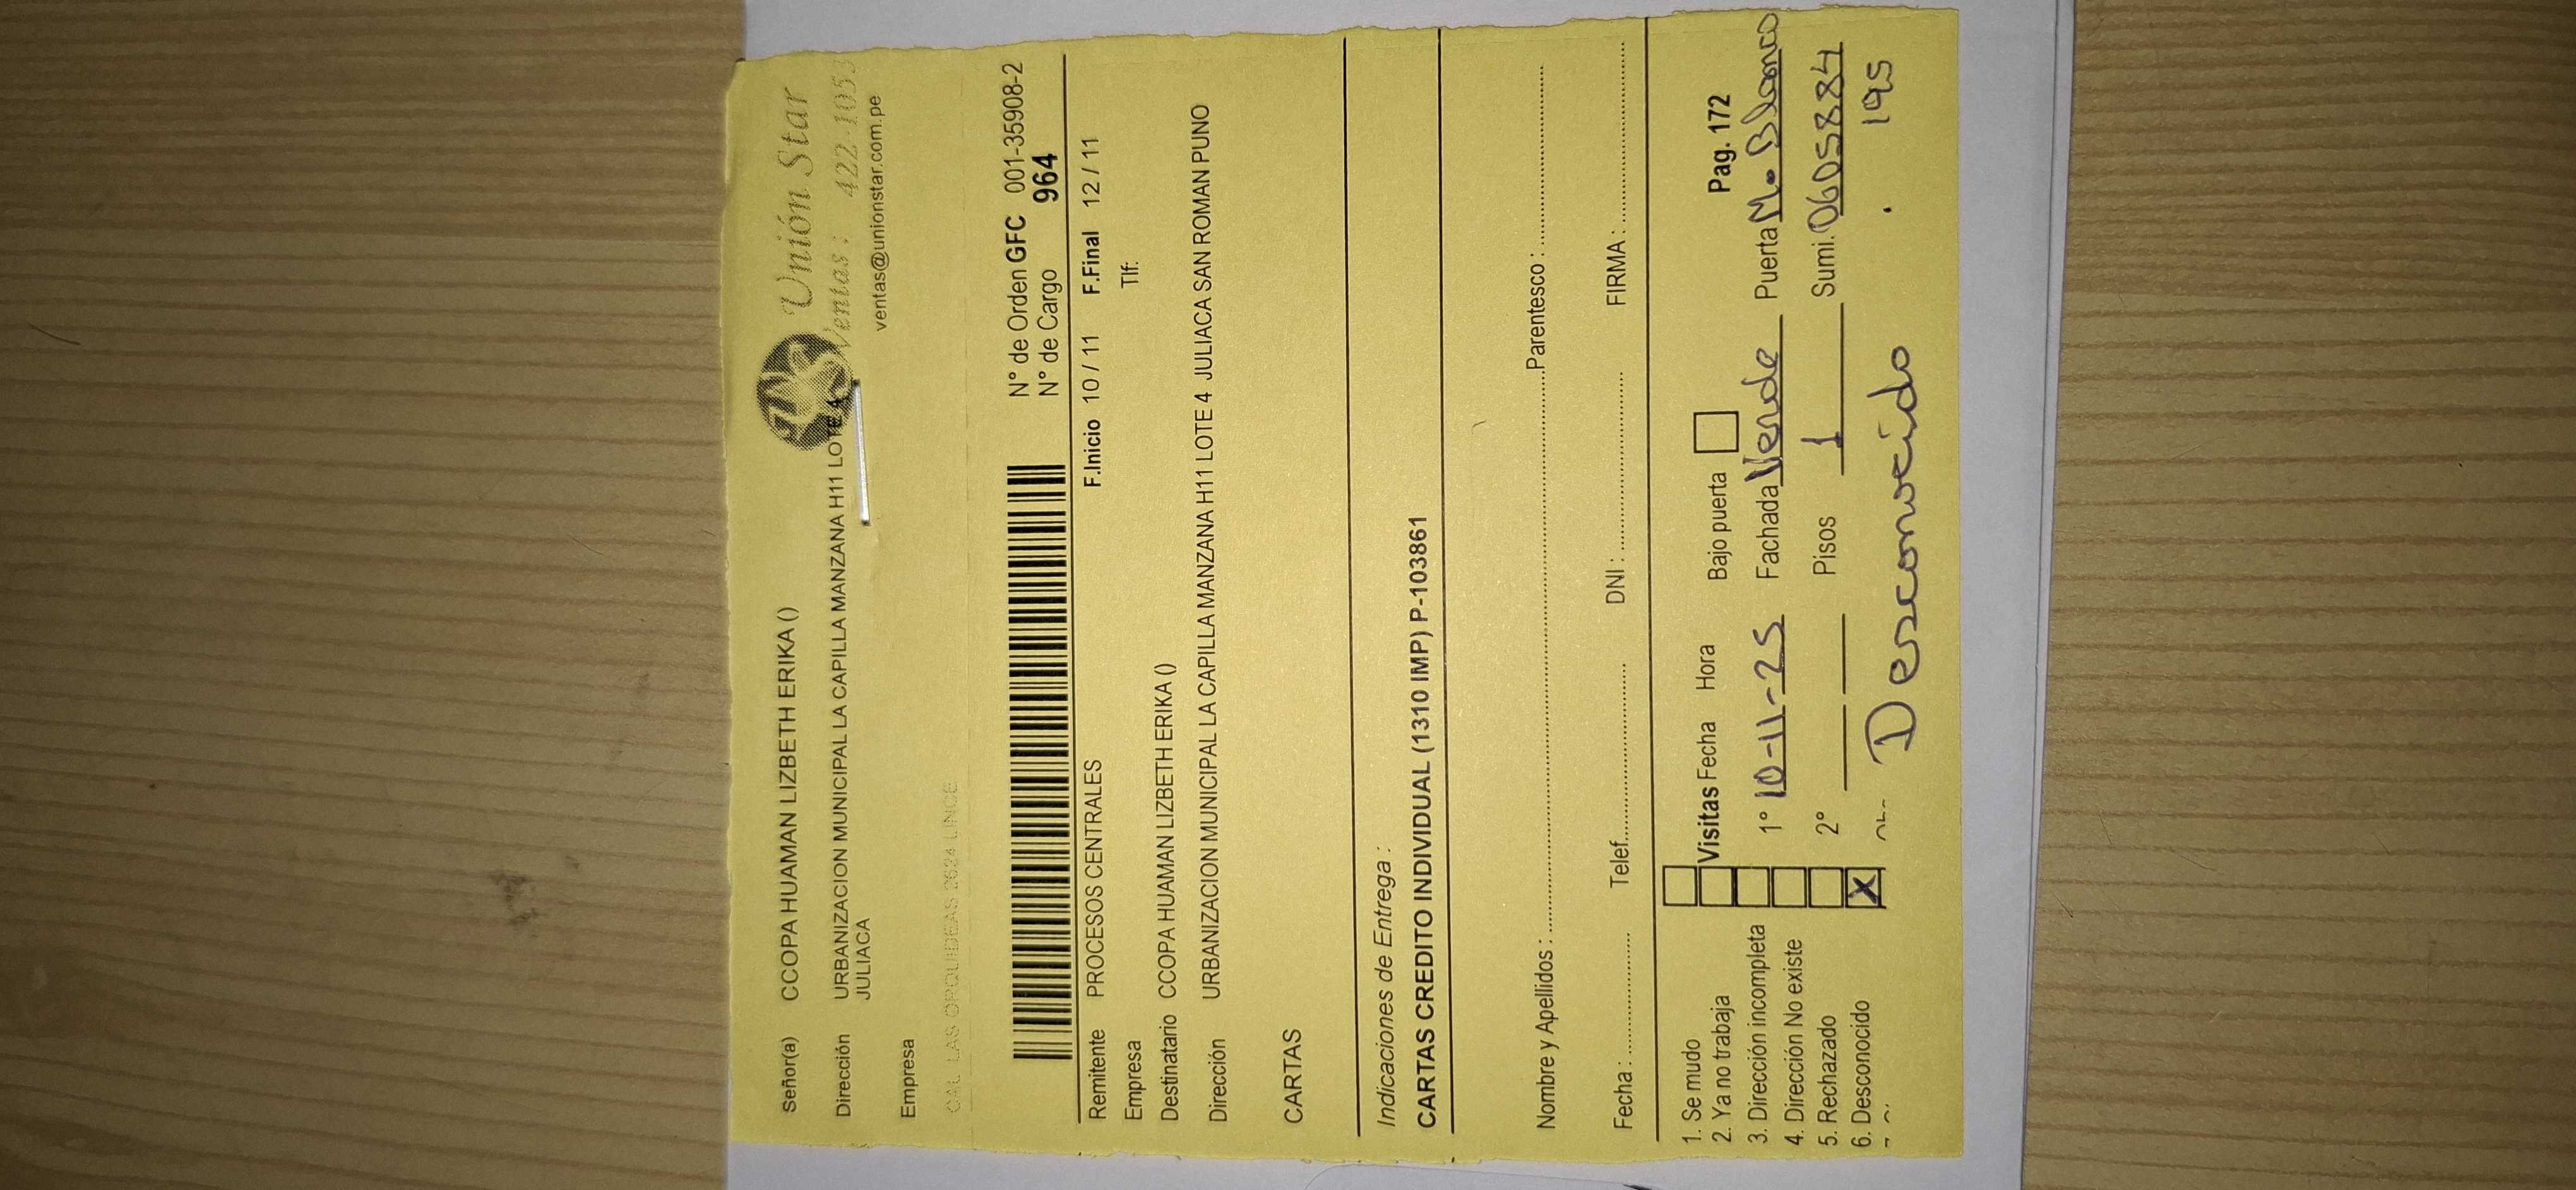 Unión Star
Ventas: 422-1053
ventas@unionstar.com.pe
Señor(a) CCOPA HUAMAN LIZBETH ERIKA ()
Dirección URBANIZACION MUNICIPAL LA CAPILLA MANZANA H11 LOTE 4
JULIACA
Empresa
CAL. LAS ORQUIDEAS 2624 LINCE
N° de Orden GFC 001-35908-2
N° de Cargo 964
Remitente PROCESOS CENTRALES F.Inicio 10 / 11 F.Final 12 / 11
Empresa Tlf:
Destinatario CCOPA HUAMAN LIZBETH ERIKA ()
Dirección URBANIZACION MUNICIPAL LA CAPILLA MANZANA H11 LOTE 4 JULIACA SAN ROMAN PUNO
CARTAS
Indicaciones de Entrega :
CARTAS CREDITO INDIVIDUAL (1310 IMP) P-103861
Nombre y Apellidos : Parentesco :
Fecha : Telef. DNI : FIRMA :
1. Se mudo
2. Ya no trabaja Visitas Fecha Hora Bajo puerta Pag. 172
3. Dirección incompleta 1° 10-11-25 Fachada Verde Puerta M. Blanco
4. Dirección No existe
5. Rechazado 2° Pisos 1 Sumi. 06058884
6. Desconocido X Desconocido 195